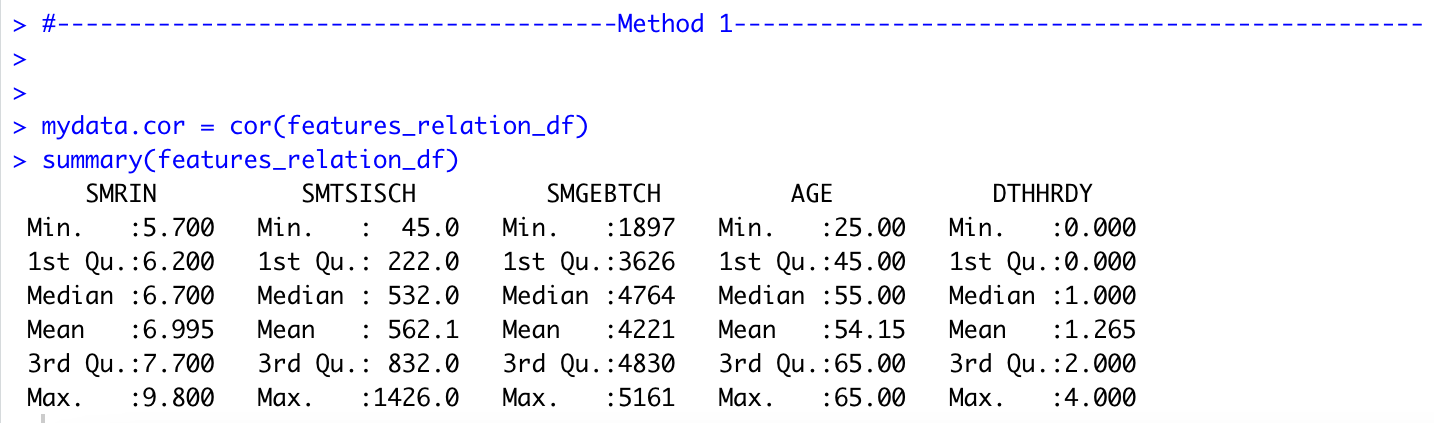 > #---------------------------------------Method 1------------------------------------------------
>
>
> mydata.cor = cor(features_relation_df)
> summary(features_relation_df)
     SMRIN          SMTSISCH         SMGEBTCH         AGE           DTHHRDY
 Min.   :5.700   Min.   :  45.0   Min.   :1897   Min.   :25.00   Min.   :0.000
 1st Qu.:6.200   1st Qu.: 222.0   1st Qu.:3626   1st Qu.:45.00   1st Qu.:0.000
 Median :6.700   Median : 532.0   Median :4764   Median :55.00   Median :1.000
 Mean   :6.995   Mean   : 562.1   Mean   :4221   Mean   :54.15   Mean   :1.265
 3rd Qu.:7.700   3rd Qu.: 832.0   3rd Qu.:4830   3rd Qu.:65.00   3rd Qu.:2.000
 Max.   :9.800   Max.   :1426.0   Max.   :5161   Max.   :65.00   Max.   :4.000